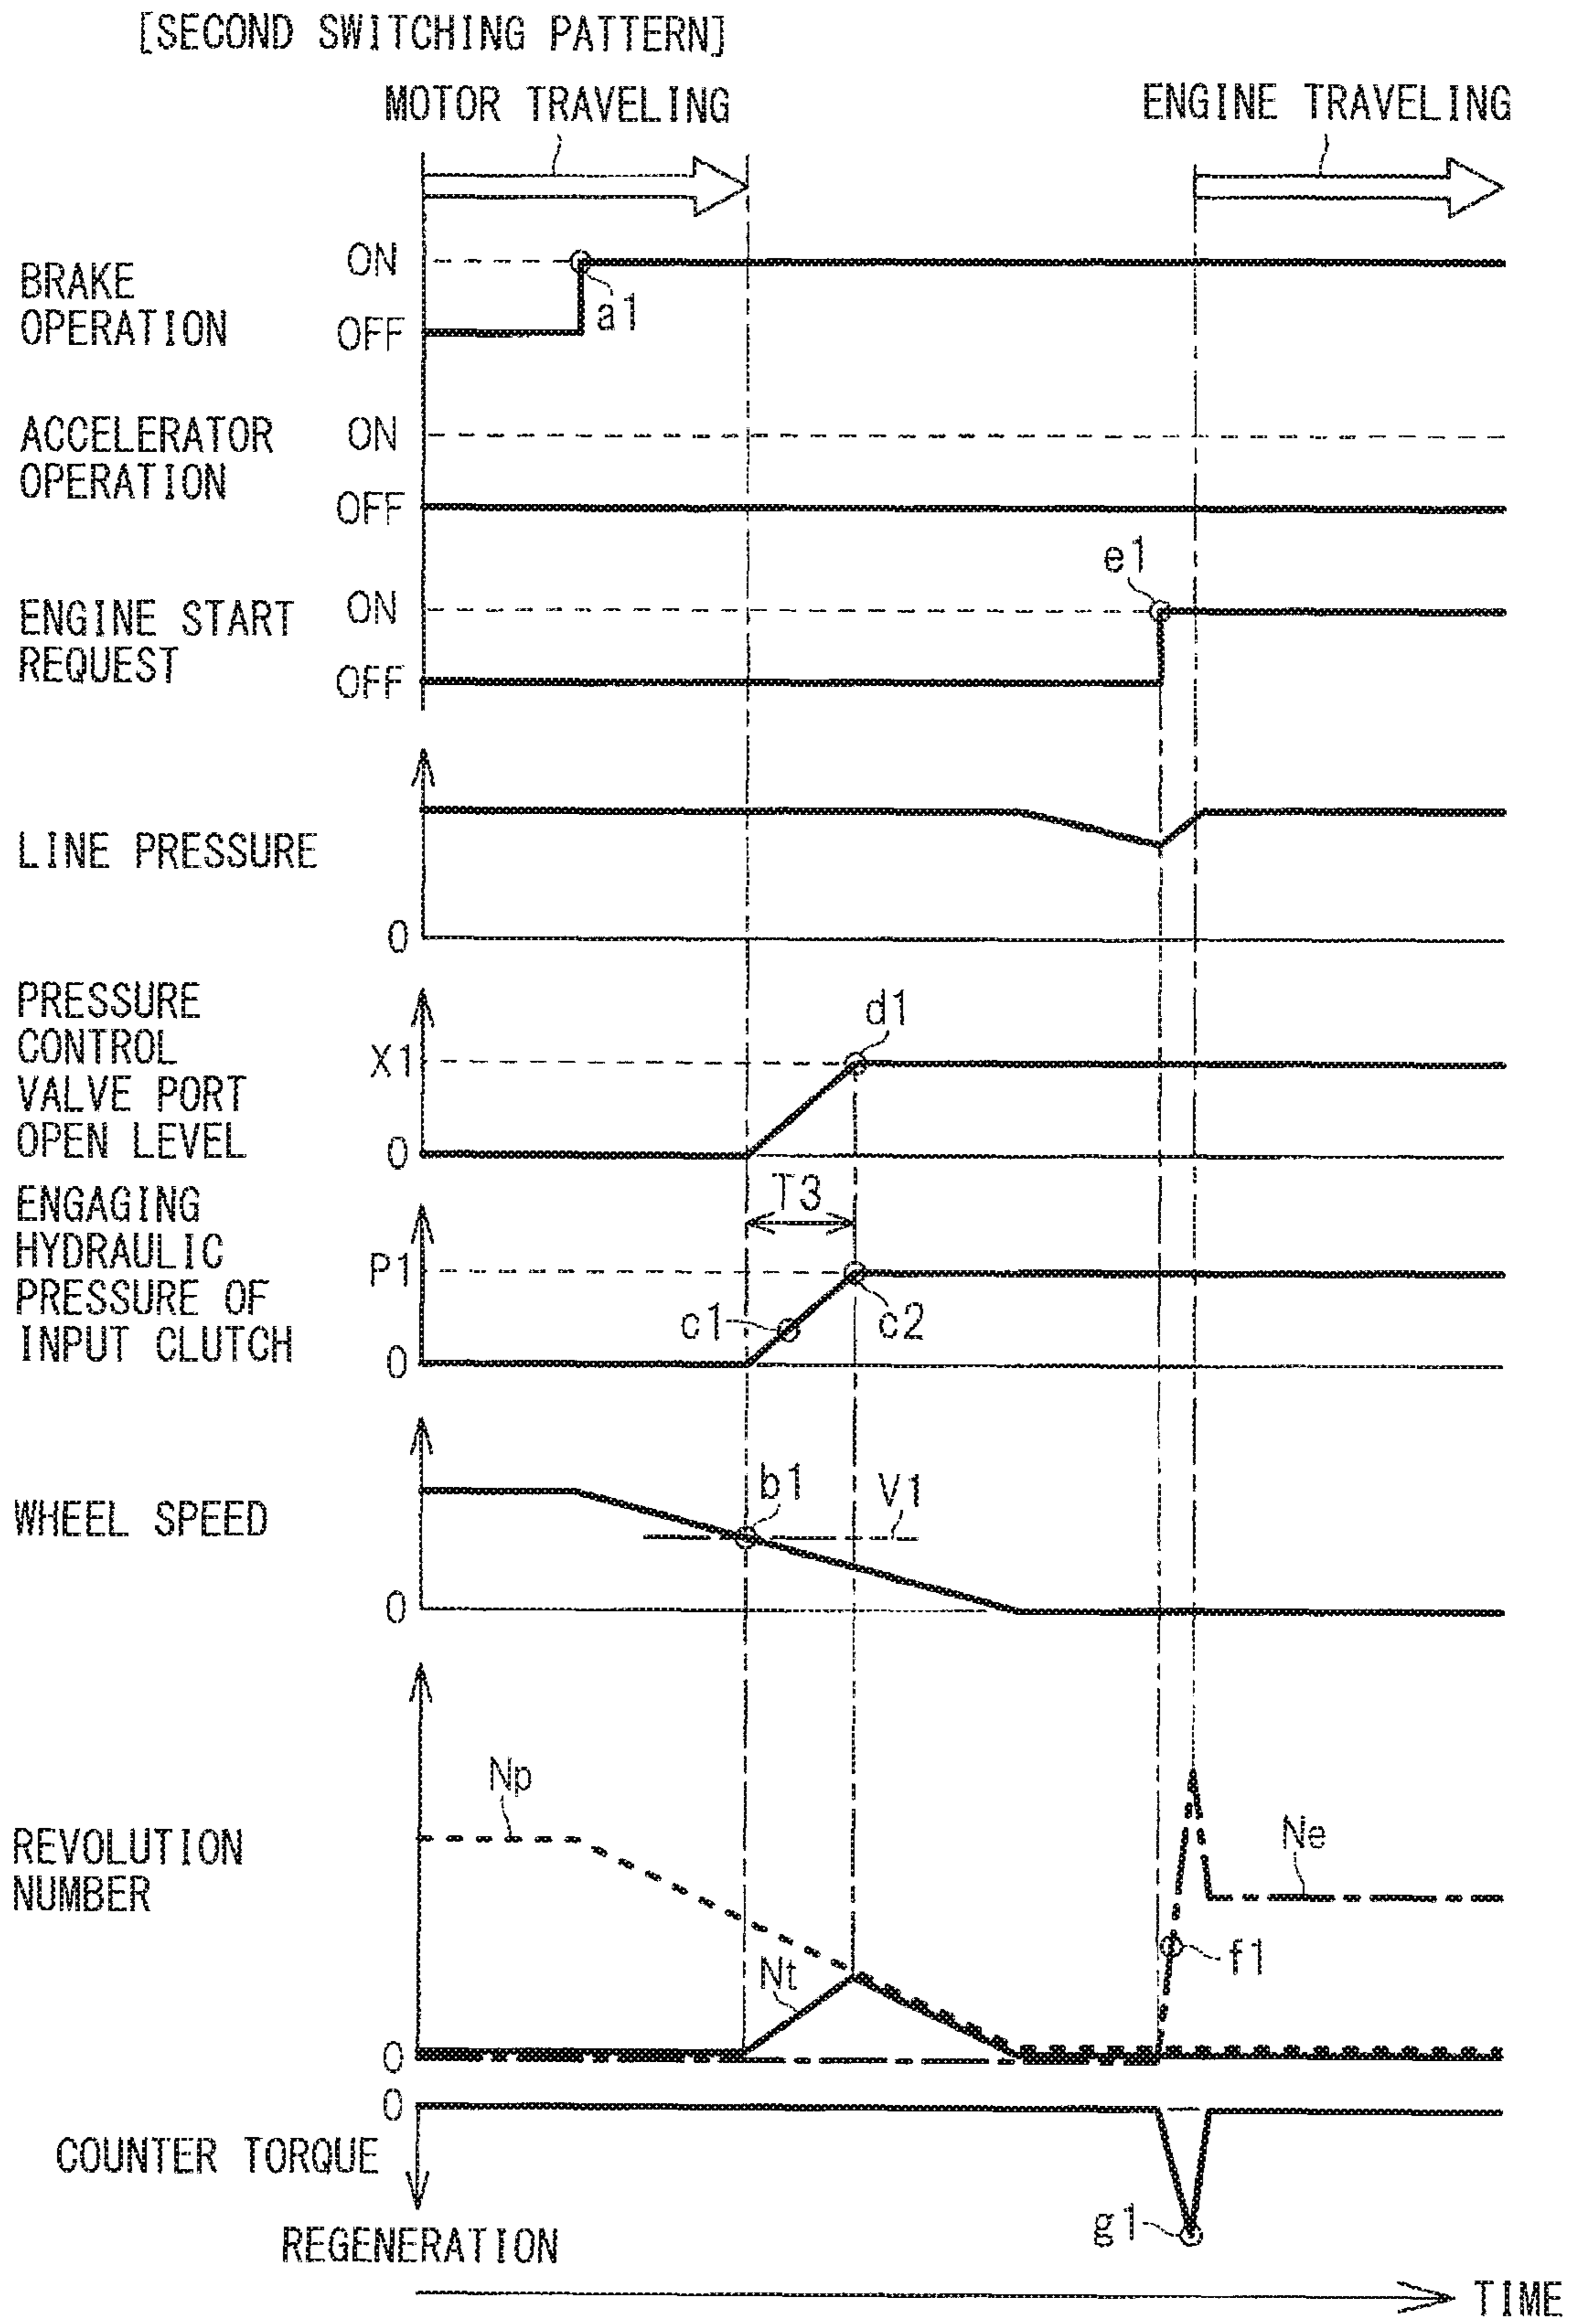 [SECOND SWITCHING PATTERN]
MOTOR TRAVELING
ENGINE TRAVELING
BRAKE
OPERATION
ON
OFF
a1
ACCELERATOR
OPERATION
ON
OFF
e1
ENGINE START
REQUEST
ON
OFF
LINE PRESSURE
0
PRESSURE
CONTROL
VALVE PORT
OPEN LEVEL
X1
0
d1
T3
ENGAGING
HYDRAULIC
PRESSURE OF
INPUT CLUTCH
P1
0
c1
c2
WHEEL SPEED
0
b1
V1
REVOLUTION
NUMBER
Np
Nt
Ne
f1
0
0
COUNTER TORQUE
REGENERATION
g1
TIME